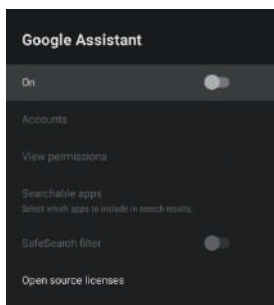 Google Assistant
On
Accounts
View permissions
Searchable apps
Select which apps to include in search results.
SafeSearch filter
Open source licenses